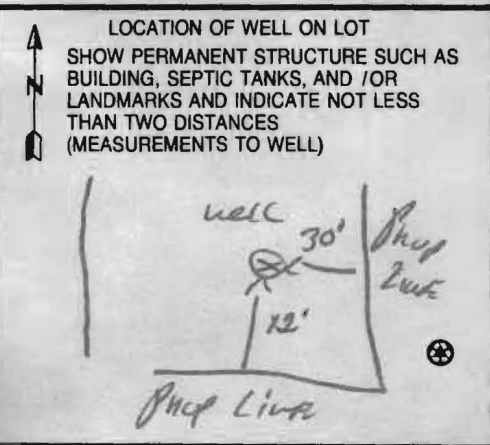 LOCATION OF WELL ON LOT
SHOW PERMANENT STRUCTURE SUCH AS
BUILDING, SEPTIC TANKS, AND /OR
LANDMARKS AND INDICATE NOT LESS
THAN TWO DISTANCES
(MEASUREMENTS TO WELL)
N
well
30'
Prop
Line
12'
Prop Line